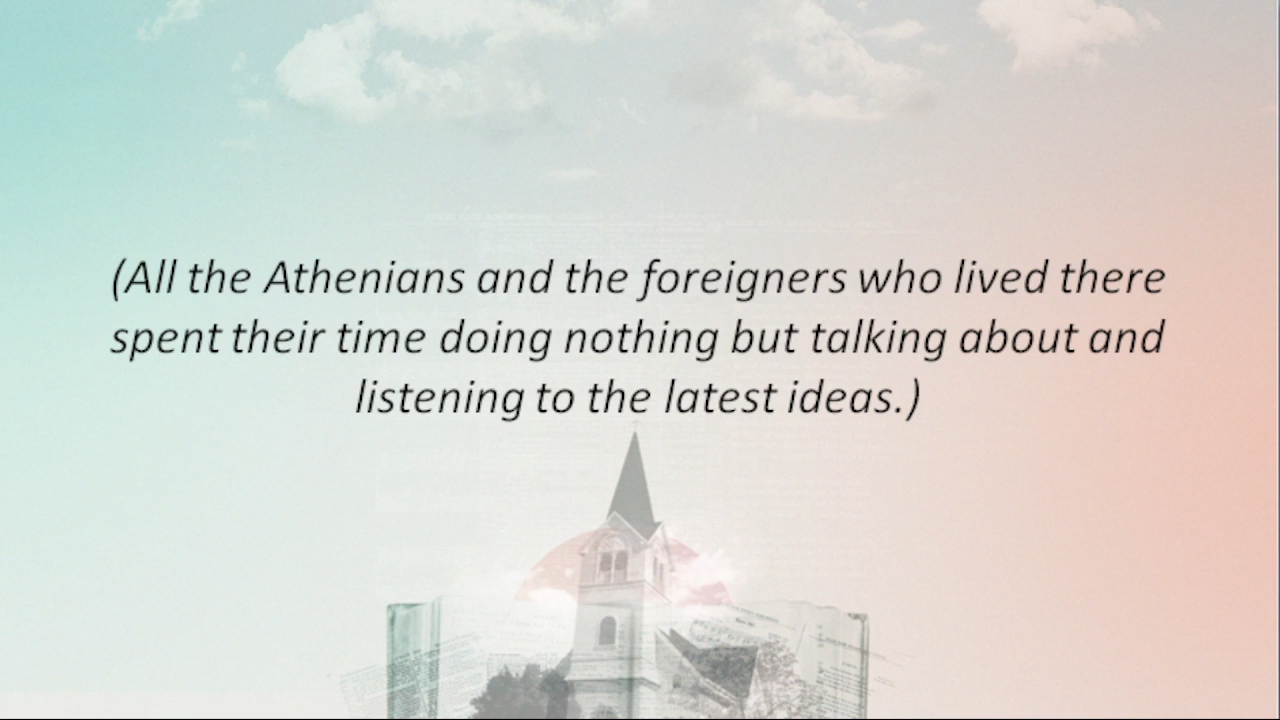 (All the Athenians and the foreigners who lived there
spent their time doing nothing but talking about and
listening to the latest ideas.)